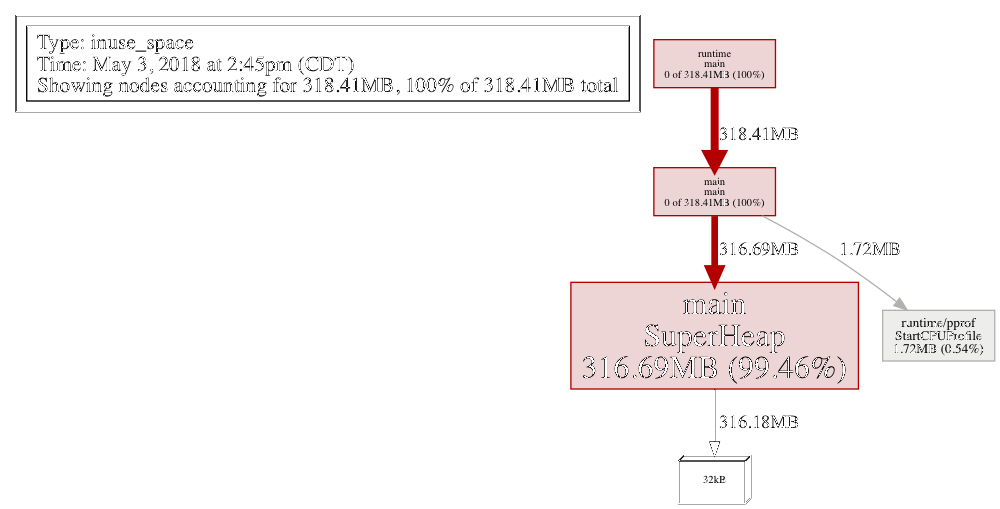 Type: inuse_space
Time: May 3, 2018 at 2:45pm (CDT)
Showing nodes accounting for 318.41MB, 100% of 318.41MB total
runtime
main
0 of 318.41MB (100%)
318.41MB
main
main
0 of 318.41MB (100%)
316.69MB
1.72MB
main
SuperHeap
316.69MB (99.46%)
runtime/pprof
StartCPUProfile
1.72MB (0.54%)
316.18MB
32kB